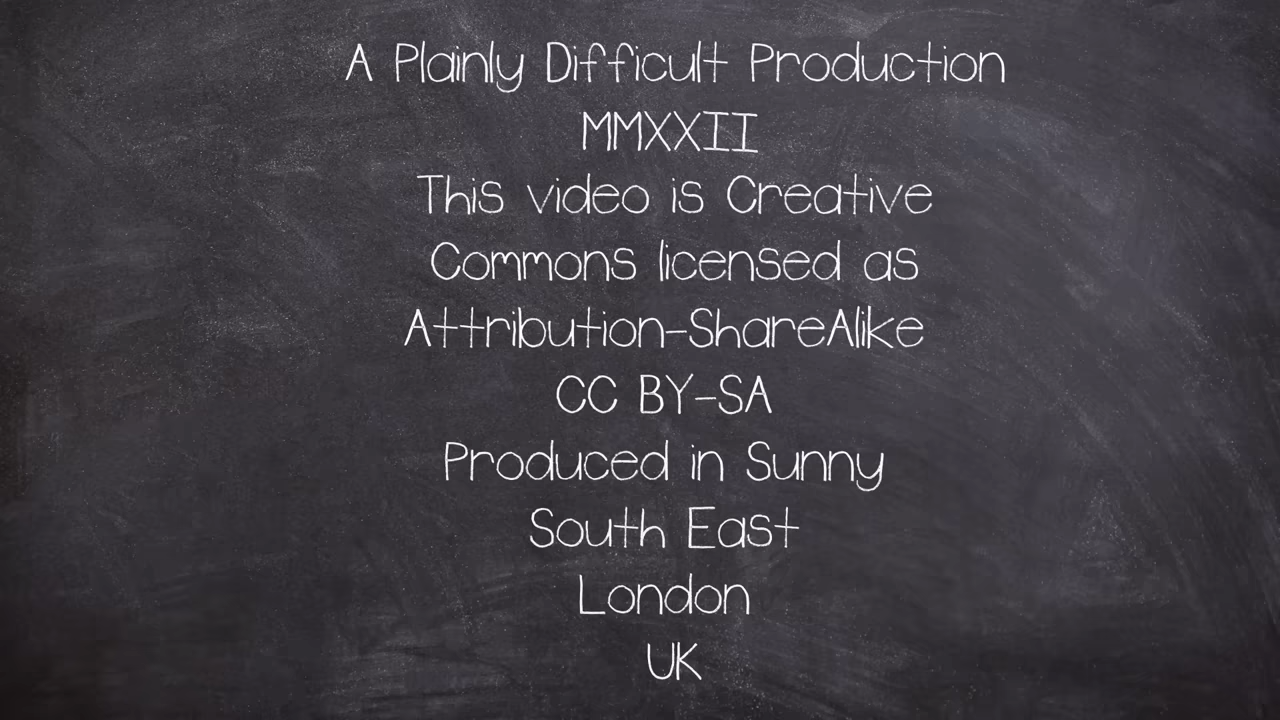 A Plainly Difficult Production
MMXXII
This video is Creative
Commons licensed as
Attribution-ShareAlike
CC BY-SA
Produced in Sunny
South East
London
UK